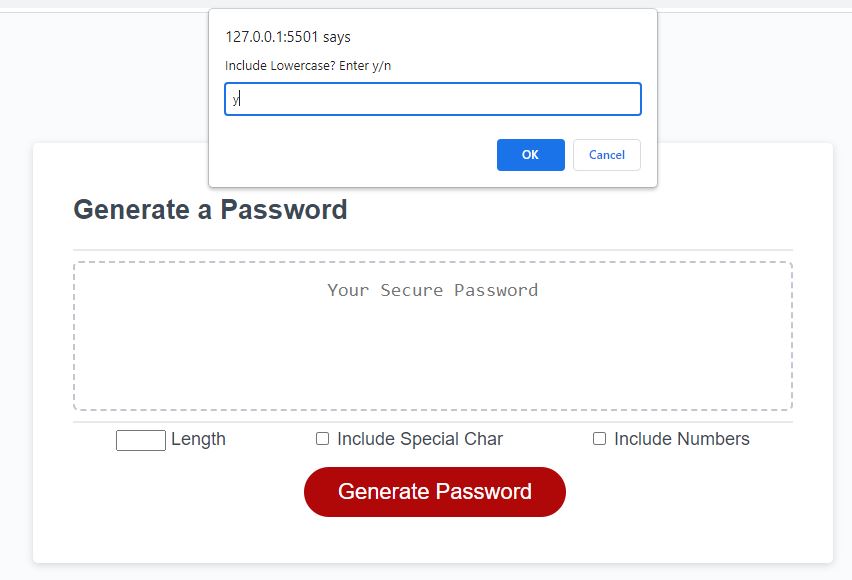 127.0.0.1:5501 says
Include Lowercase? Enter y/n
y
OK Cancel
Generate a Password
Your Secure Password
Length Include Special Char Include Numbers
Generate Password